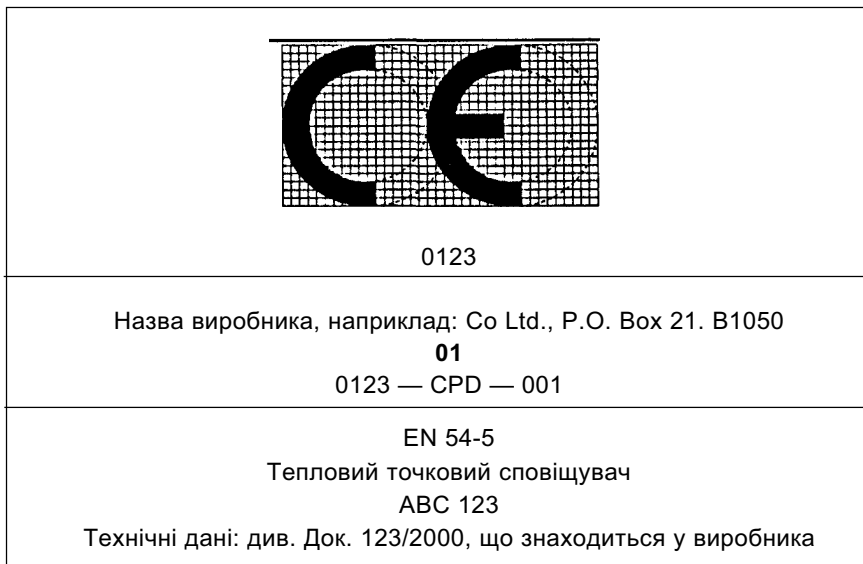 CE
0123
Назва виробника, наприклад: Co Ltd., P.O. Box 21. B1050
01
0123 — CPD — 001
EN 54-5
Тепловий точковий сповіщувач
ABC 123
Технічні дані: див. Док. 123/2000, що знаходиться у виробника